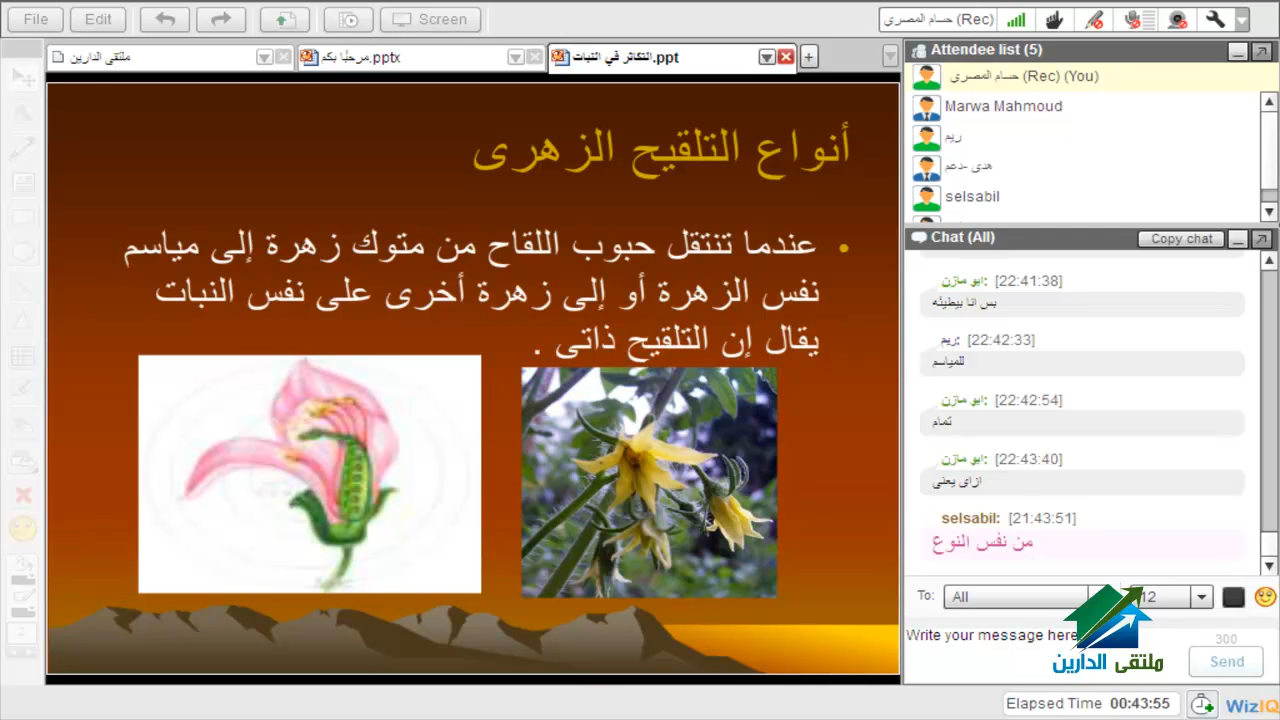 File
Edit
Screen
حسام المصري (Rec)
ملتقى الدارين
مرحبًا بكم.pptx
التكاثر في النبات.ppt
أنواع التلقيح الزهرى
• عندما تنتقل حبوب اللقاح من متوك زهرة إلى مياسم
نفس الزهرة أو إلى زهرة أخرى على نفس النبات
يقال إن التلقيح ذاتى .
Attendee list (5)
حسام المصري (Rec) (You)
Marwa Mahmoud
ريم
هدى -دعم
selsabil
Chat (All)
Copy chat
ابو مازن: [22:41:38]
بس انا ببطيئه
ريم: [22:42:33]
للمياسم
ابو مازن: [22:42:54]
تمام
ابو مازن: [22:43:40]
ازاى يعنى
selsabil: [21:43:51]
من نفس النوع
To:
All
12
Write your message here
300
Send
ملتقى الدارين
Elapsed Time 00:43:55
WizIQ